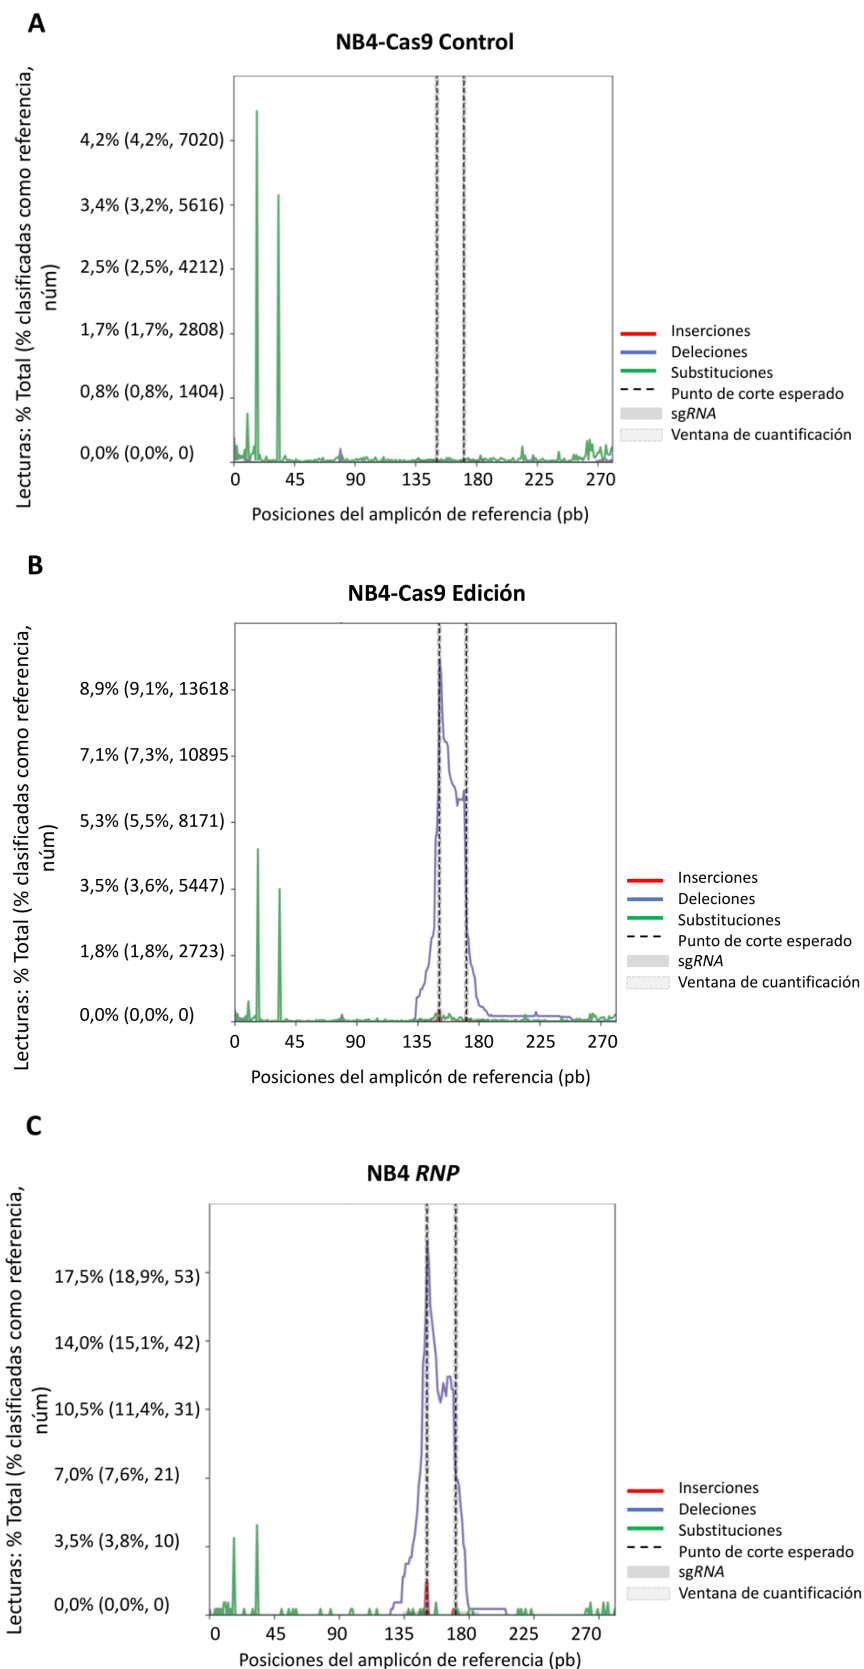 A
NB4-Cas9 Control
Lecturas: % Total (% clasificadas como referencia,
núm)
4,2% (4,2%, 7020)
3,4% (3,2%, 5616)
2,5% (2,5%, 4212)
1,7% (1,7%, 2808)
0,8% (0,8%, 1404)
0,0% (0,0%, 0)
0 45 90 135 180 225 270
Posiciones del amplicón de referencia (pb)
Inserciones
Deleciones
Substituciones
Punto de corte esperado
sgRNA
Ventana de cuantificación
B
NB4-Cas9 Edición
Lecturas: % Total (% clasificadas como referencia,
núm)
8,9% (9,1%, 13618
7,1% (7,3%, 10895
5,3% (5,5%, 8171)
3,5% (3,6%, 5447)
1,8% (1,8%, 2723)
0,0% (0,0%, 0)
0 45 90 135 180 225 270
Posiciones del amplicón de referencia (pb)
Inserciones
Deleciones
Substituciones
Punto de corte esperado
sgRNA
Ventana de cuantificación
C
NB4 RNP
Lecturas: % Total (% clasificadas como referencia,
núm)
17,5% (18,9%, 53)
14,0% (15,1%, 42)
10,5% (11,4%, 31)
7,0% (7,6%, 21)
3,5% (3,8%, 10)
0,0% (0,0%, 0)
0 45 90 135 180 225 270
Posiciones del amplicón de referencia (pb)
Inserciones
Deleciones
Substituciones
Punto de corte esperado
sgRNA
Ventana de cuantificación